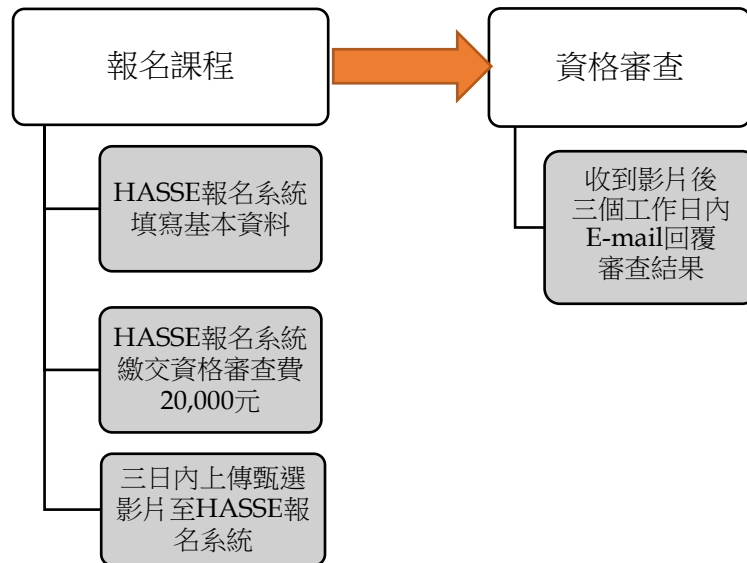 報名課程
HASSE報名系統
填寫基本資料
HASSE報名系統
繳交資格審查費
20,000元
三日內上傳甄選
影片至HASSE報
名系統
資格審查
收到影片後
三個工作日內
E-mail回覆
審查結果